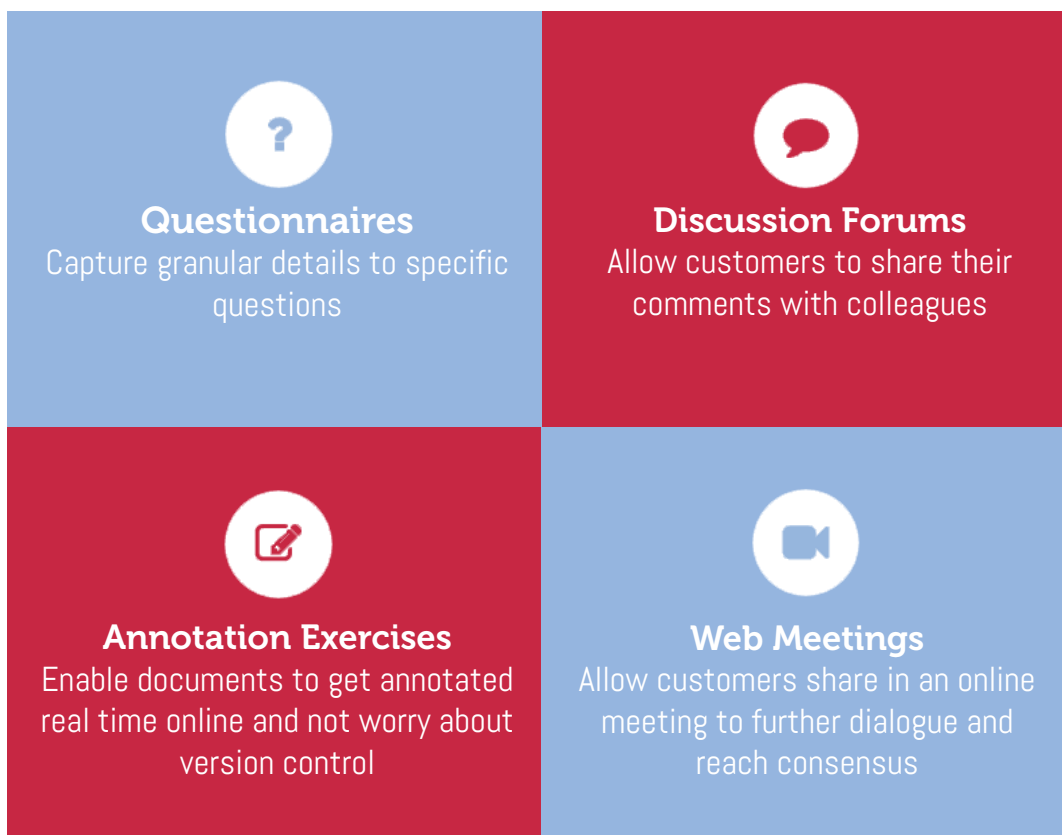 Questionnaires
Capture granular details to specific
questions
Discussion Forums
Allow customers to share their
comments with colleagues
Annotation Exercises
Enable documents to get annotated
real time online and not worry about
version control
Web Meetings
Allow customers share in an online
meeting to further dialogue and
reach consensus